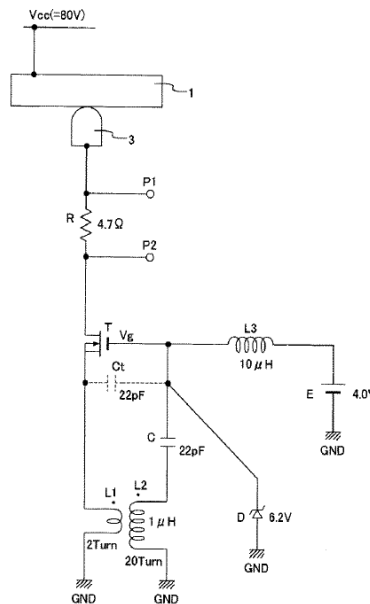 Vcc(=80V)
1
3
P1
R
4.7Ω
P2
T
Vg
L3
10μH
Ct
22pF
E
4.0V
C
22pF
GND
L1
L2
1μH
D
6.2V
2Turn
20Turn
GND
GND
GND